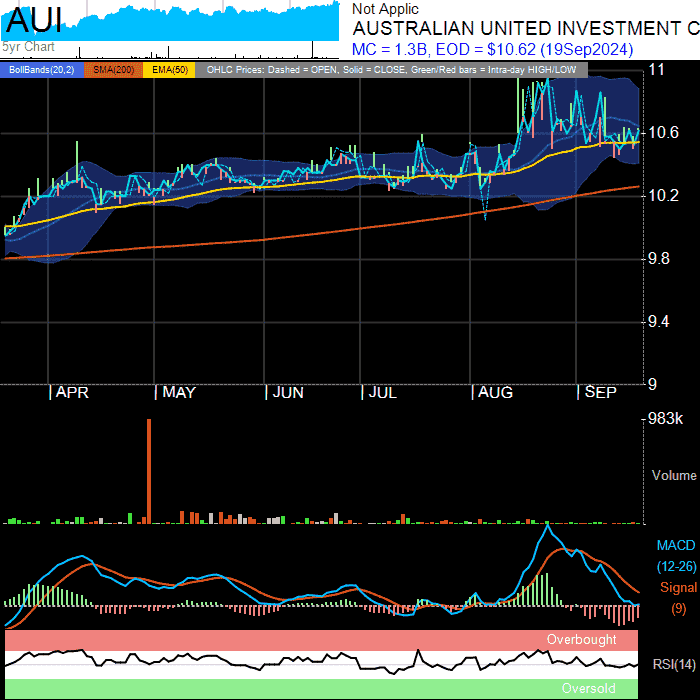 AUI
5yr Chart
Not Applic
AUSTRALIAN UNITED INVESTMENT C
MC = 1.3B, EOD = $10.62 (19Sep2024)
BollBands(20,2) SMA(200) EMA(50) OHLC Prices: Dashed = OPEN, Solid = CLOSE, Green/Red bars = Intra-day HIGH/LOW
11
10.6
10.2
9.8
9.4
9
APR MAY JUN JUL AUG SEP
983k
Volume
MACD
(12-26)
Signal
(9)
Overbought
RSI(14)
Oversold